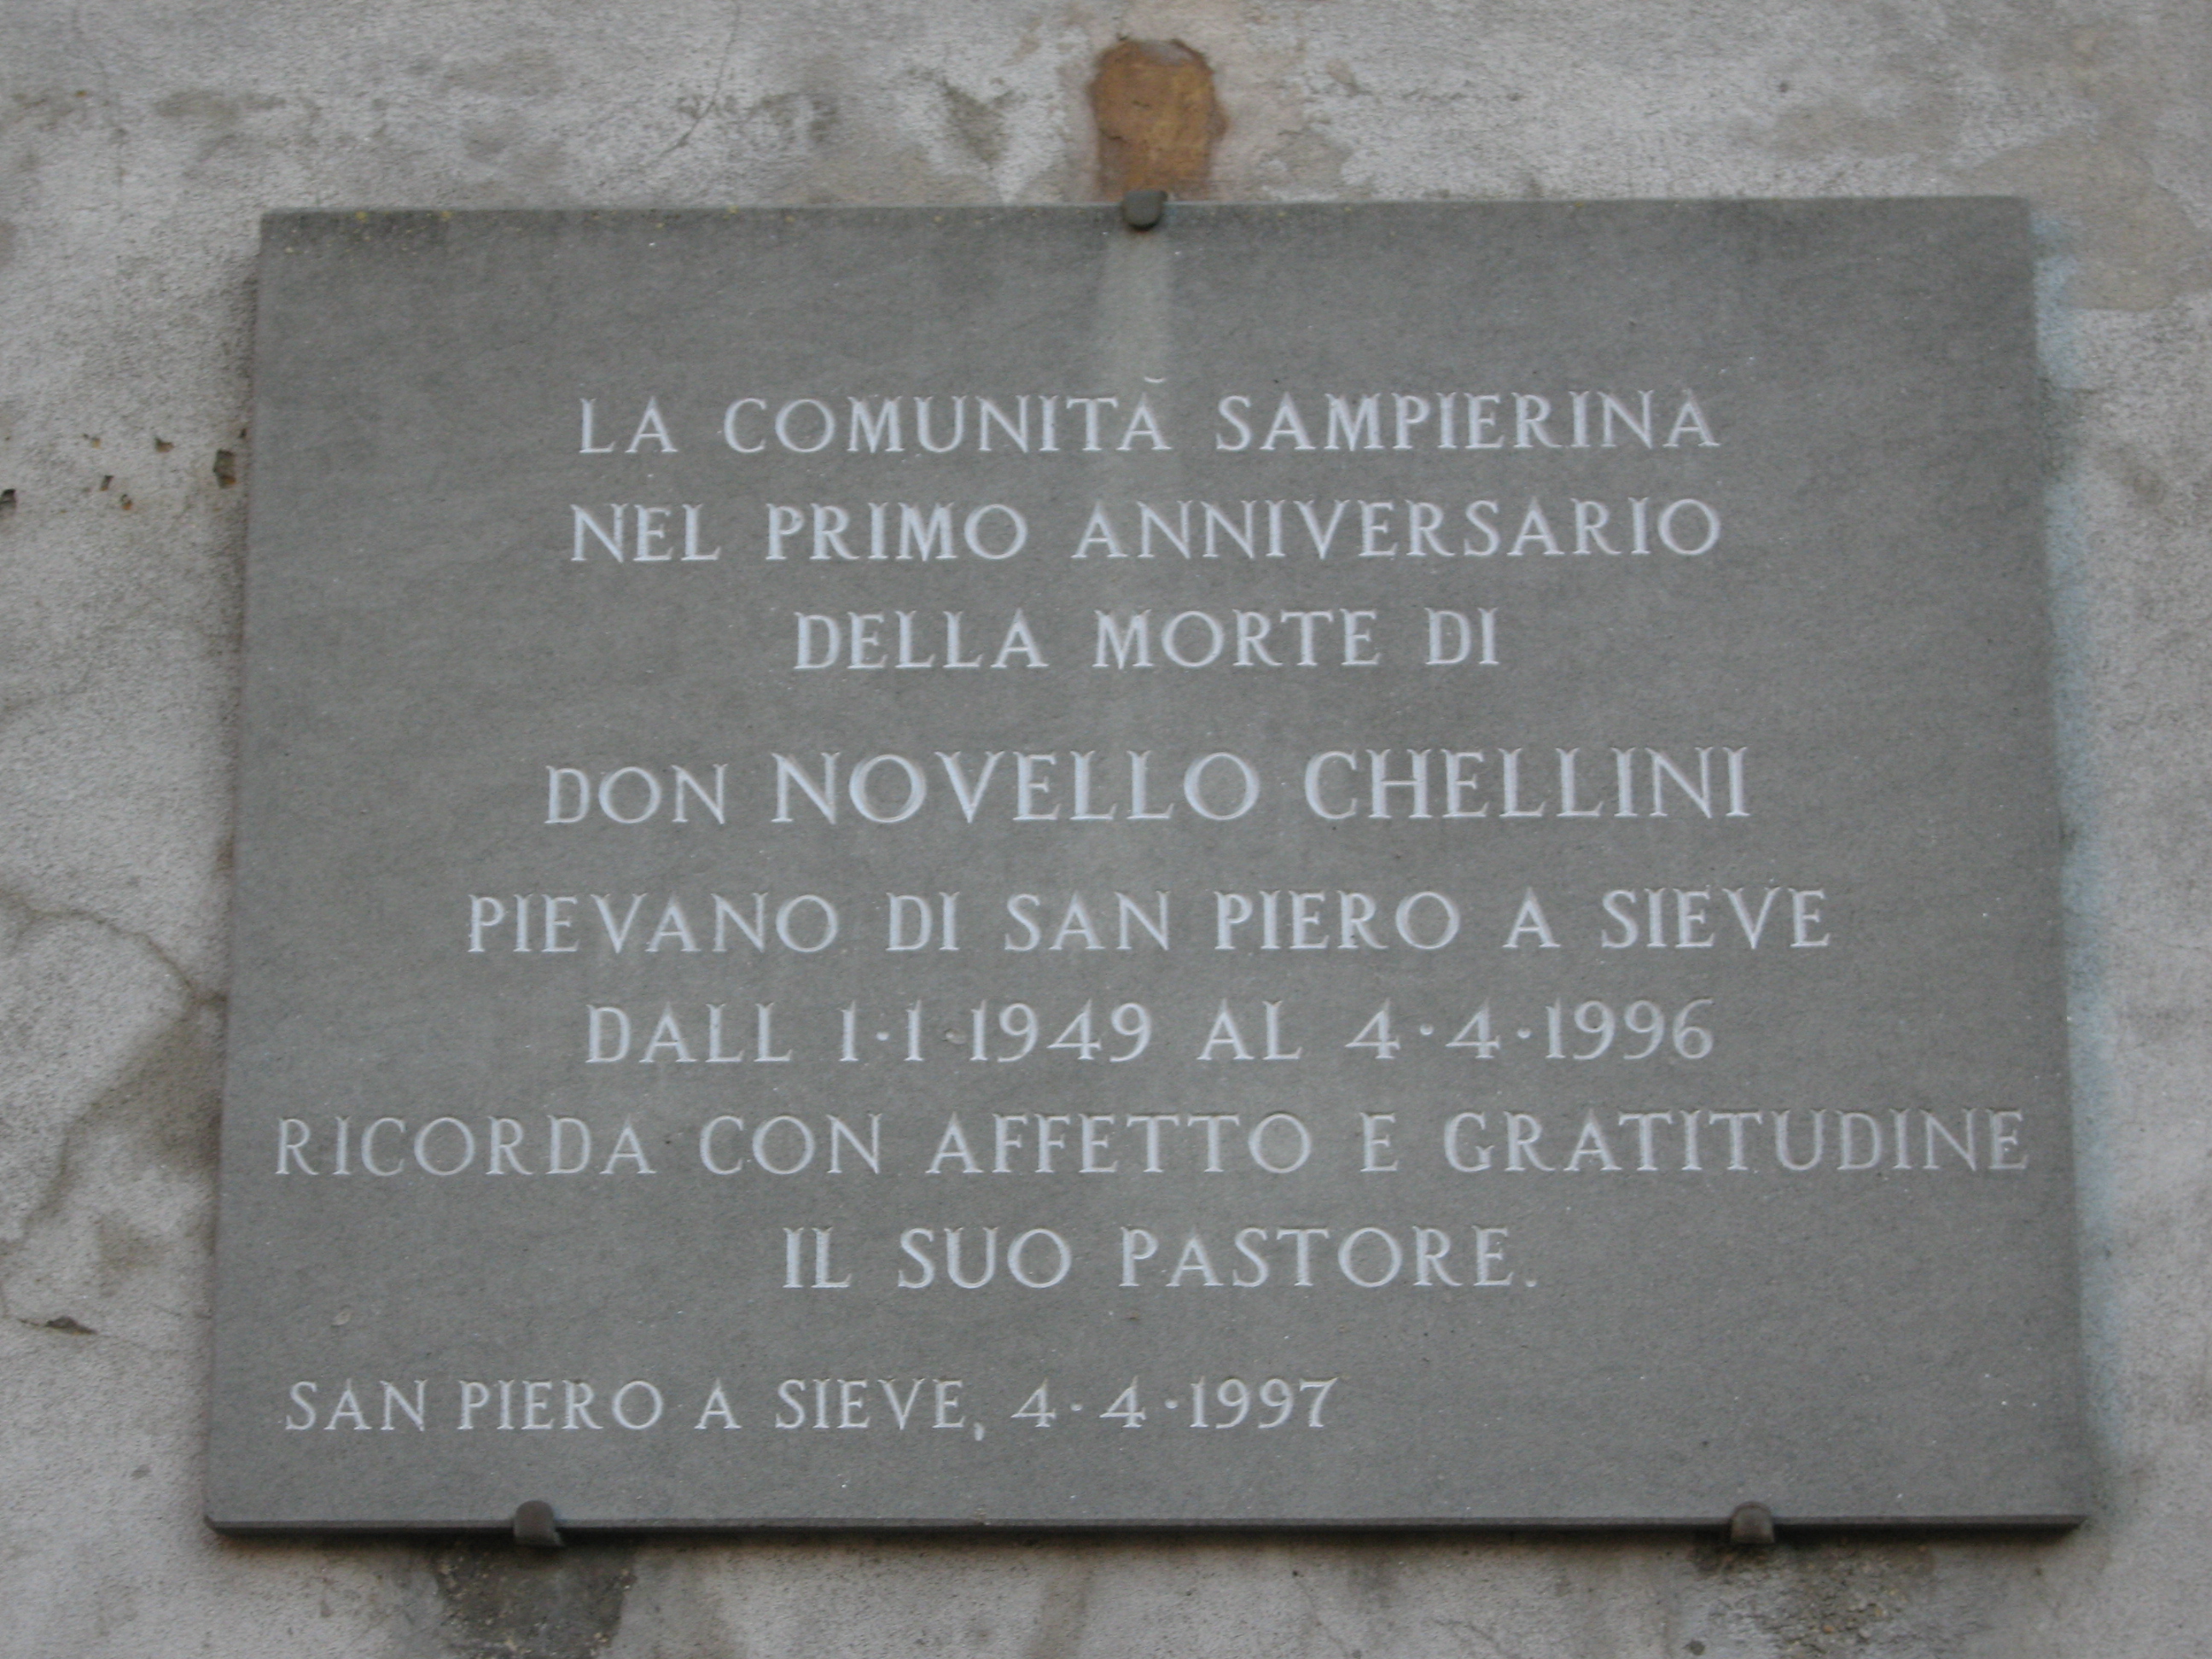 LA COMUNITÀ SAMPIERINA
NEL PRIMO ANNIVERSARIO
DELLA MORTE DI
DON NOVELLO CHELLINI
PIEVANO DI SAN PIERO A SIEVE
DALL 1·1·1949 AL 4·4·1996
RICORDA CON AFFETTO E GRATITUDINE
IL SUO PASTORE.
SAN PIERO A SIEVE, 4·4·1997